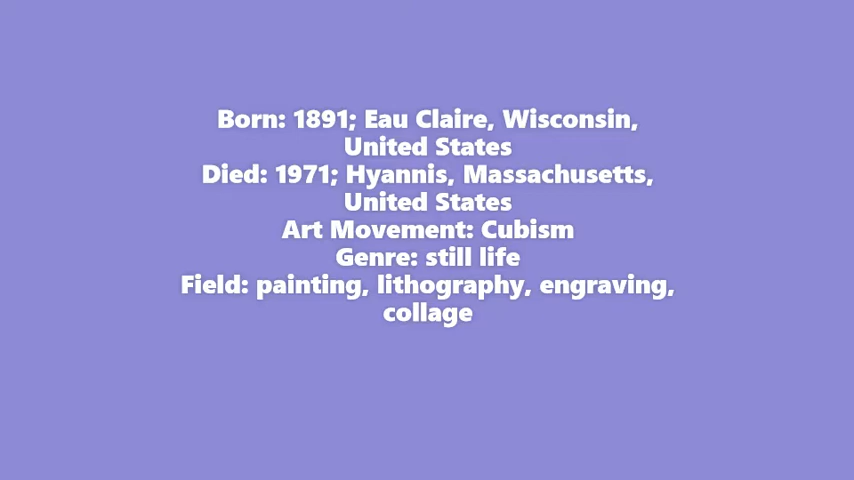 Born: 1891; Eau Claire, Wisconsin,
United States
Died: 1971; Hyannis, Massachusetts,
United States
Art Movement: Cubism
Genre: still life
Field: painting, lithography, engraving,
collage